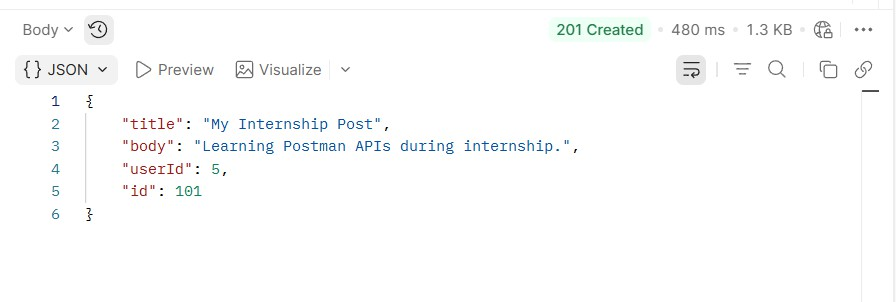 Body 201 Created • 480 ms • 1.3 KB •
{} JSON Preview Visualize
1 {
2 "title": "My Internship Post",
3 "body": "Learning Postman APIs during internship.",
4 "userId": 5,
5 "id": 101
6 }